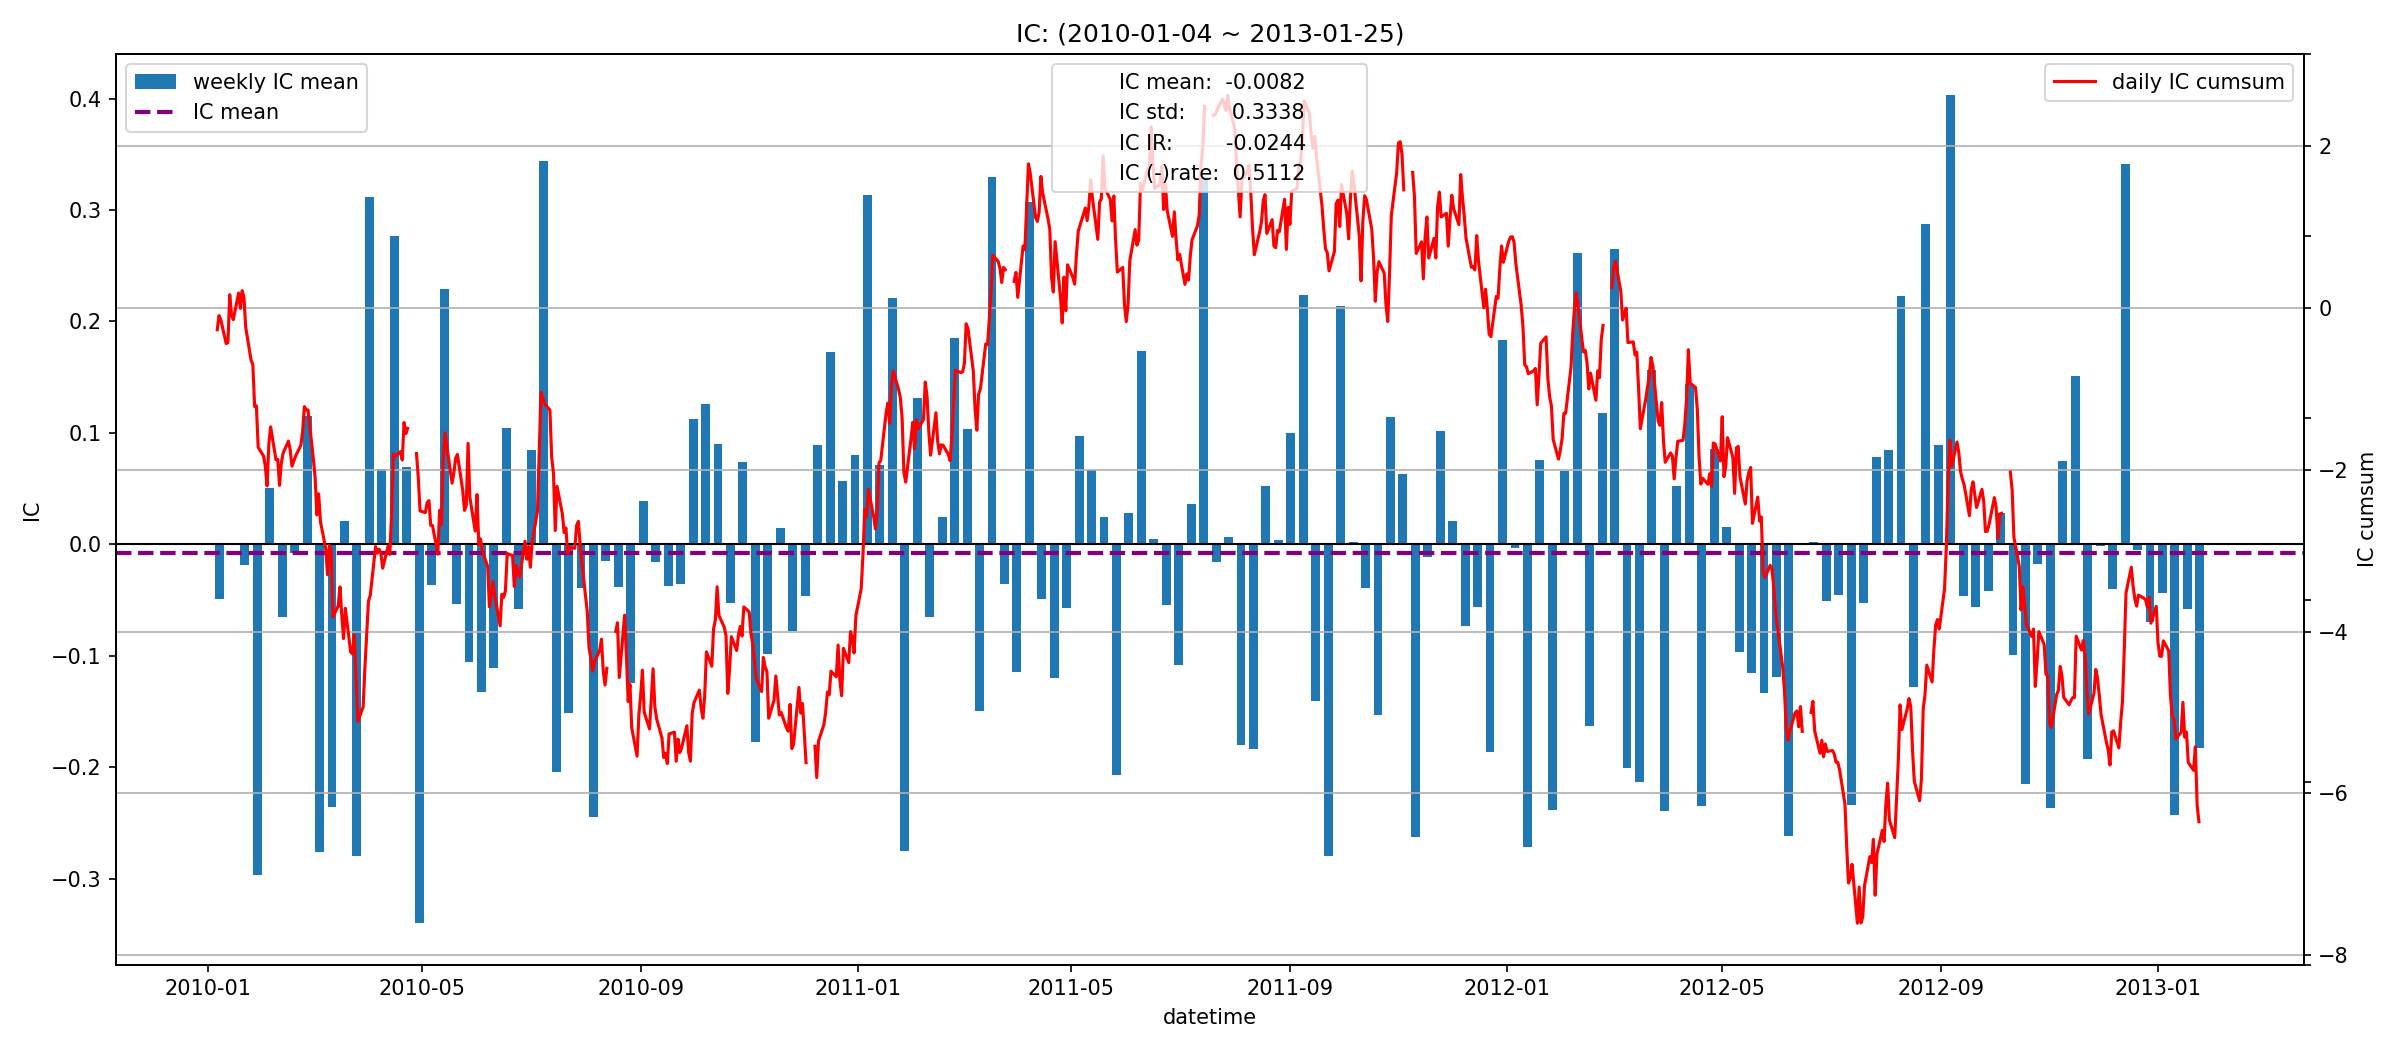 IC: (2010-01-04 ~ 2013-01-25)
weekly IC mean
IC mean
IC mean: -0.0082
IC std: 0.3338
IC IR: -0.0244
IC (-)rate: 0.5112
daily IC cumsum
IC
0.4
0.3
0.2
0.1
0.0
−0.1
−0.2
−0.3
2
0
−2
−4
−6
−8
IC cumsum
2010-01 2010-05 2010-09 2011-01 2011-05 2011-09 2012-01 2012-05 2012-09 2013-01
datetime